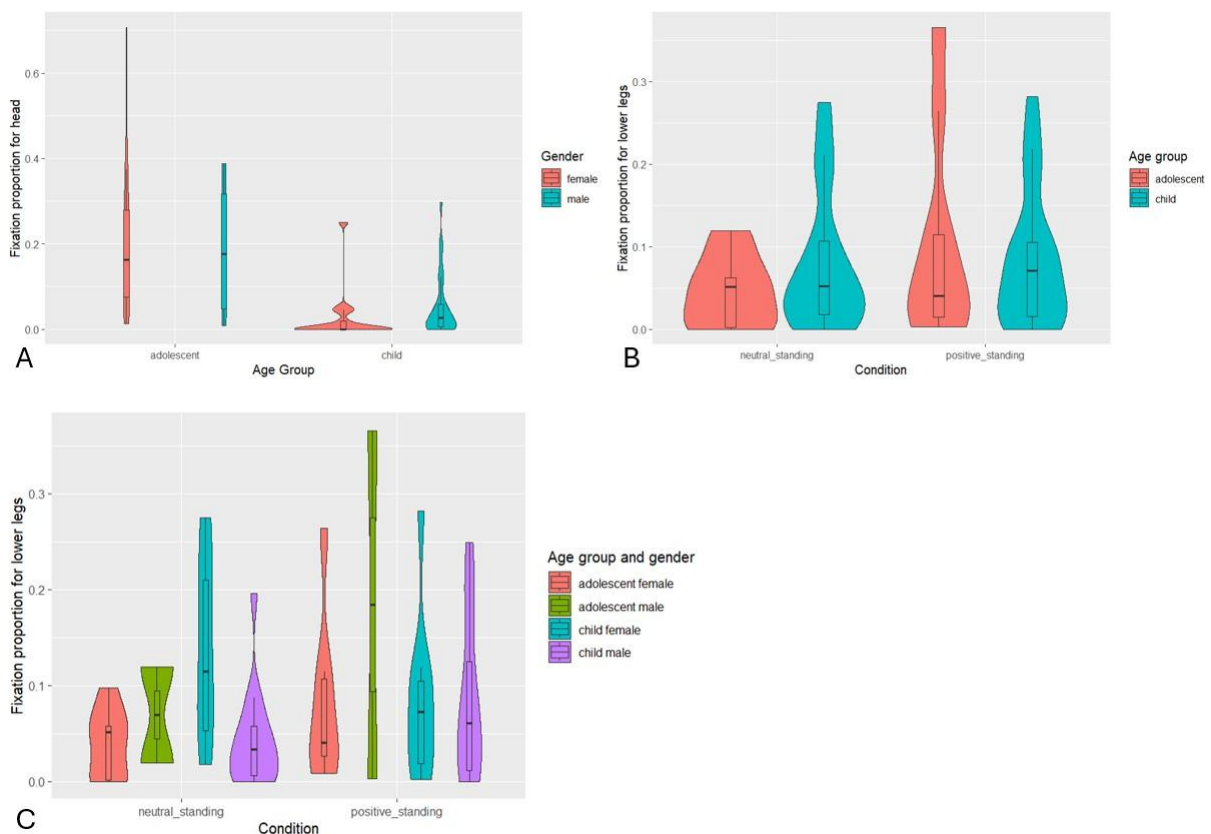 Fixation proportion for head
0.6
0.4
0.2
0.0
adolescent
child
Age Group
Gender
female
male
A
Fixation proportion for lower legs
0.3
0.2
0.1
0.0
neutral_standing
positive_standing
Condition
Age group
adolescent
child
B
Fixation proportion for lower legs
0.3
0.2
0.1
0.0
neutral_standing
positive_standing
Condition
Age group and gender
adolescent female
adolescent male
child female
child male
C